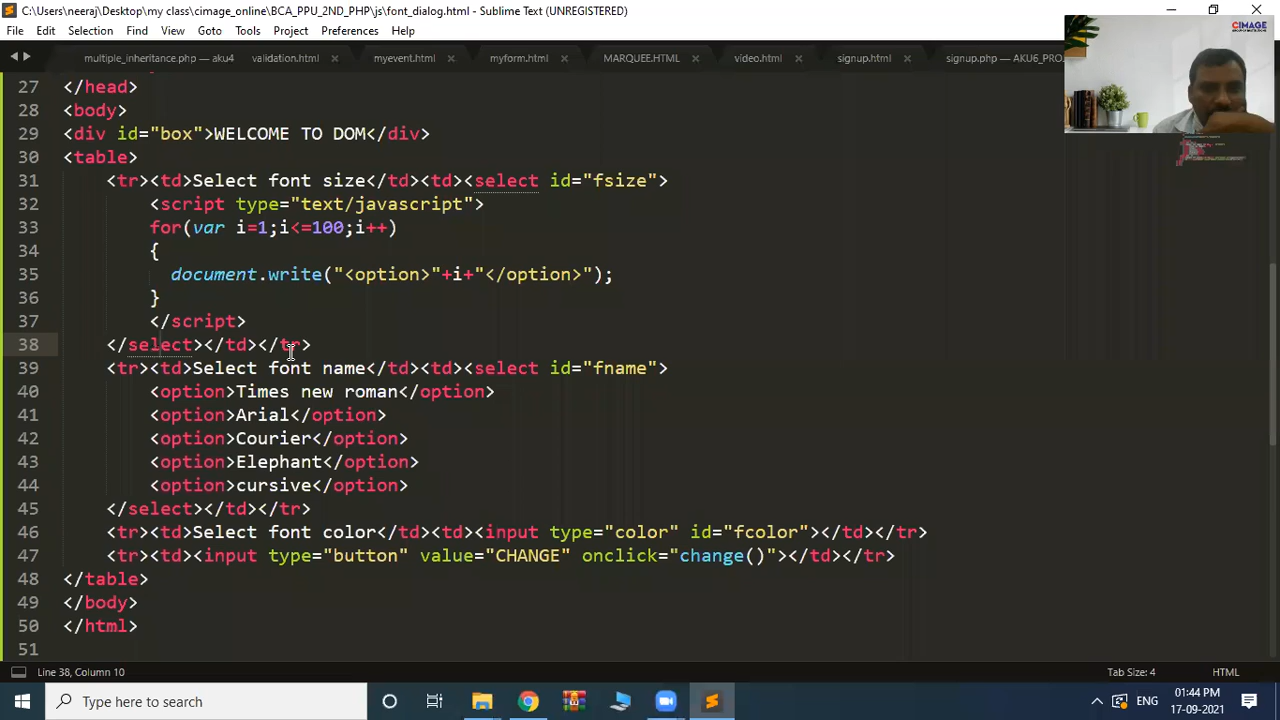 C:\Users\neeraj\Desktop\my class\cimage_online\BCA_PPU_2ND_PHP\js\font_dialog.html - Sublime Text (UNREGISTERED)
File Edit Selection Find View Goto Tools Project Preferences Help
CIMAGE
multiple_inheritance.php — aku4 validation.html myevent.html myform.html MARQUEE.HTML video.html signup.html signup.php — AKU6_PRO
27 </head>
28 <body>
29 <div id="box">WELCOME TO DOM</div>
30 <table>
31 <tr><td>Select font size</td><td><select id="fsize">
32 <script type="text/javascript">
33 for(var i=1;i<=100;i++)
34 {
35 document.write("<option>"+i+"</option>");
36 }
37 </script>
38 </select></td></tr>
39 <tr><td>Select font name</td><td><select id="fname">
40 <option>Times new roman</option>
41 <option>Arial</option>
42 <option>Courier</option>
43 <option>Elephant</option>
44 <option>cursive</option>
45 </select></td></tr>
46 <tr><td>Select font color</td><td><input type="color" id="fcolor"></td></tr>
47 <tr><td><input type="button" value="CHANGE" onclick="change()"></td></tr>
48 </table>
49 </body>
50 </html>
51
Line 38, Column 10 Tab Size: 4 HTML
Type here to search ENG 01:44 PM
17-09-2021